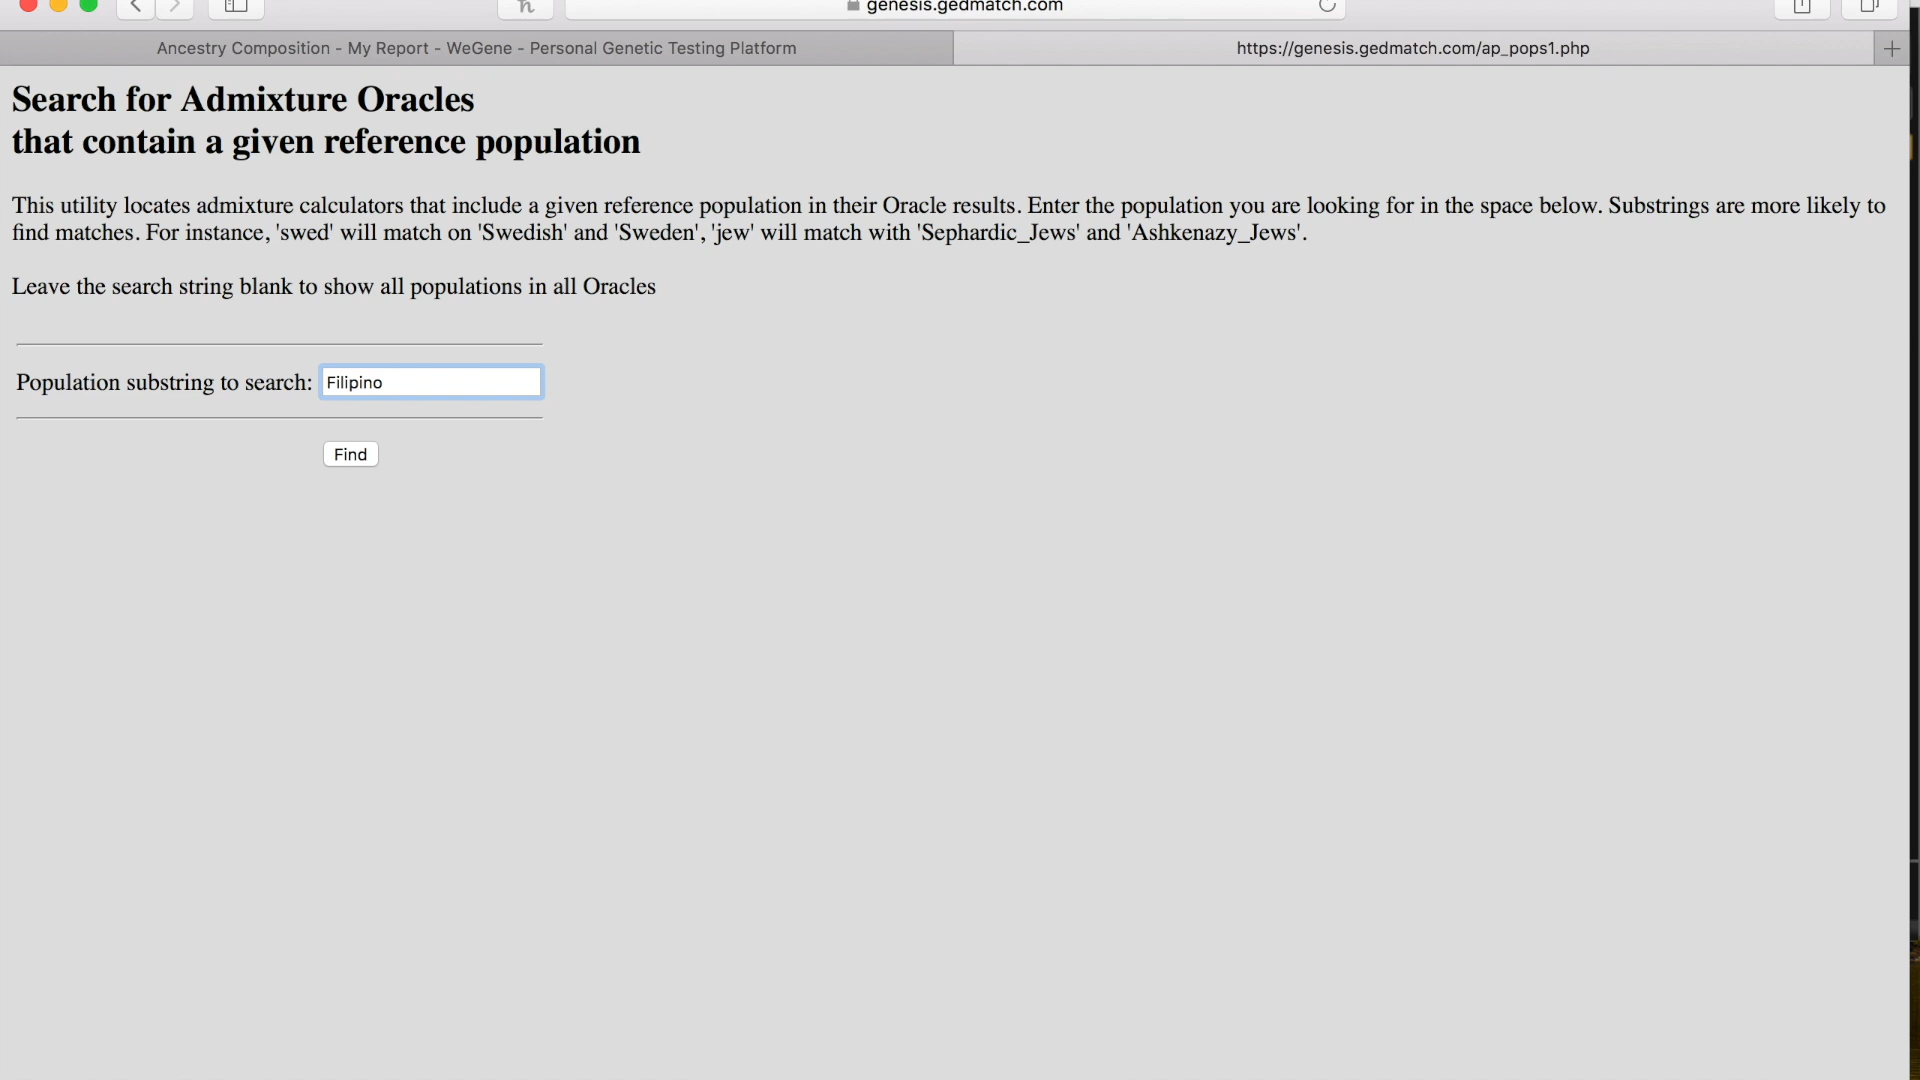 genesis.gedmatch.com
Ancestry Composition - My Report - WeGene - Personal Genetic Testing Platform
https://genesis.gedmatch.com/ap_pops1.php
Search for Admixture Oracles
that contain a given reference population
This utility locates admixture calculators that include a given reference population in their Oracle results. Enter the population you are looking for in the space below. Substrings are more likely to
find matches. For instance, 'swed' will match on 'Swedish' and 'Sweden', 'jew' will match with 'Sephardic_Jews' and 'Ashkenazy_Jews'.
Leave the search string blank to show all populations in all Oracles
Population substring to search: Filipino
Find